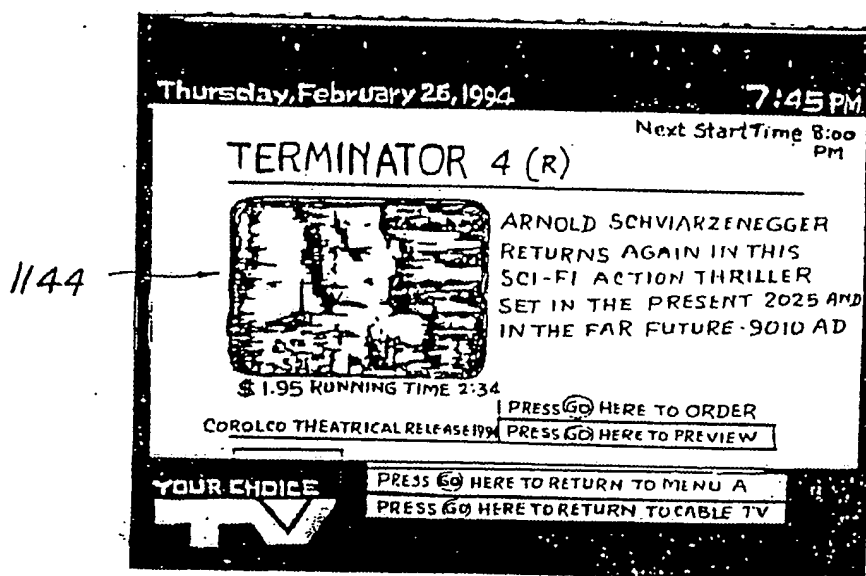 Thursday, February 26, 1994 7:45 PM
Next Start Time 8:00
PM
TERMINATOR 4 (R)
ARNOLD SCHVIARZENEGGER
RETURNS AGAIN IN THIS
SCI-FI ACTION THRILLER
1144
SET IN THE PRESENT 2025 AND
IN THE FAR FUTURE-9010 AD
$ 1.95 RUNNING TIME 2:34
PRESS GO HERE TO ORDER
COROLCO THEATRICAL RELEASE 1994
PRESS GO HERE TO PREVIEW
YOUR CHOICE
TV
PRESS GO HERE TO RETURN TO MENU A
PRESS GO HERE TO RETURN TO CABLE TV